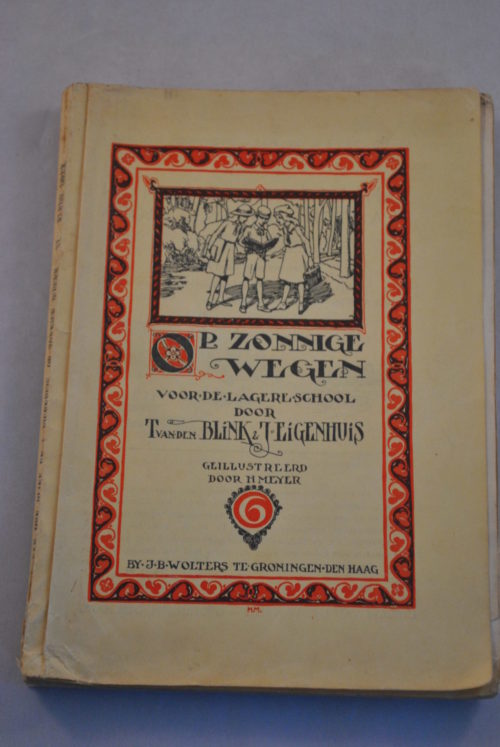 OP ZONNIGE
WEGEN
VOOR·DE·LAGERE·SCHOOL
DOOR
T. VAN DEN BLINK & J. EIGENHUIS
GEILLUSTREERD
DOOR H MEYER
6
BY·J·B·WOLTERS TE·GRONINGEN·DEN HAAG
HM.